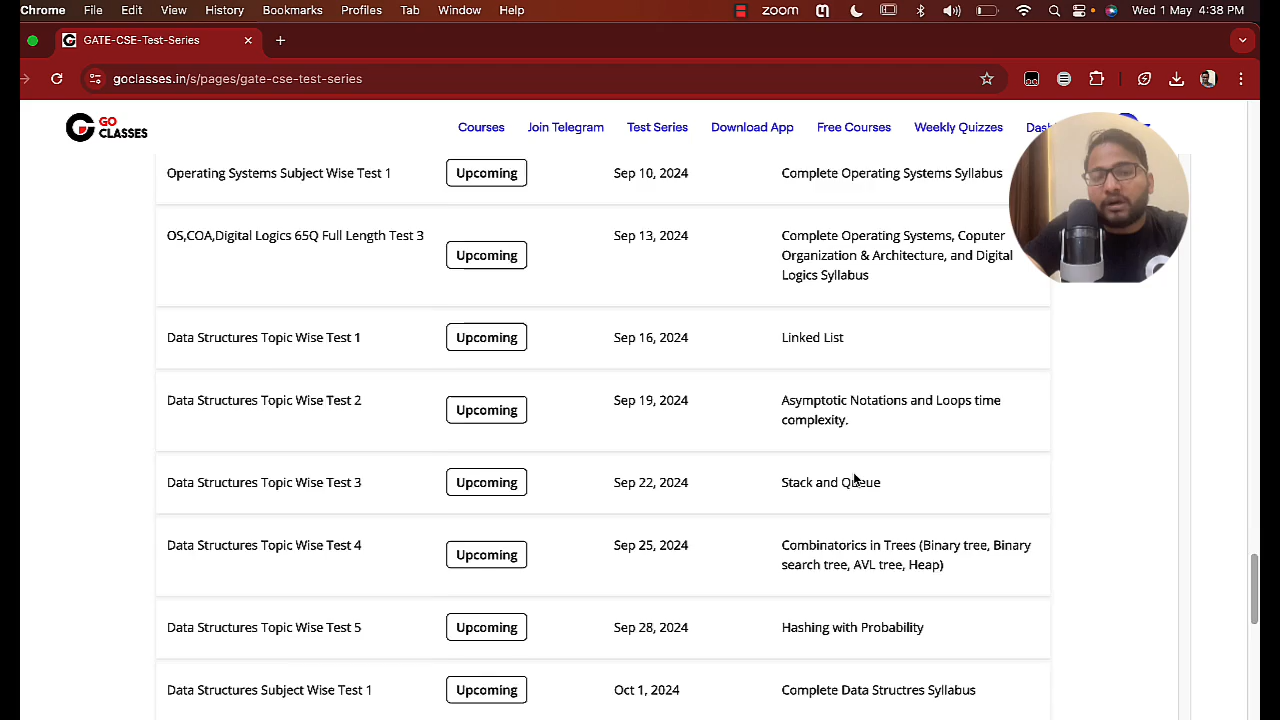 Chrome File Edit View History Bookmarks Profiles Tab Window Help zoom Wed 1 May 4:38 PM
GATE-CSE-Test-Series
goclasses.in/s/pages/gate-cse-test-series
GO CLASSES
Courses Join Telegram Test Series Download App Free Courses Weekly Quizzes
Operating Systems Subject Wise Test 1 Upcoming Sep 10, 2024 Complete Operating Systems Syllabus
OS,COA,Digital Logics 65Q Full Length Test 3 Upcoming Sep 13, 2024 Complete Operating Systems, Coputer
Organization & Architecture, and Digital
Logics Syllabus
Data Structures Topic Wise Test 1 Upcoming Sep 16, 2024 Linked List
Data Structures Topic Wise Test 2 Upcoming Sep 19, 2024 Asymptotic Notations and Loops time
complexity.
Data Structures Topic Wise Test 3 Upcoming Sep 22, 2024 Stack and Queue
Data Structures Topic Wise Test 4 Upcoming Sep 25, 2024 Combinatorics in Trees (Binary tree, Binary
search tree, AVL tree, Heap)
Data Structures Topic Wise Test 5 Upcoming Sep 28, 2024 Hashing with Probability
Data Structures Subject Wise Test 1 Upcoming Oct 1, 2024 Complete Data Structres Syllabus